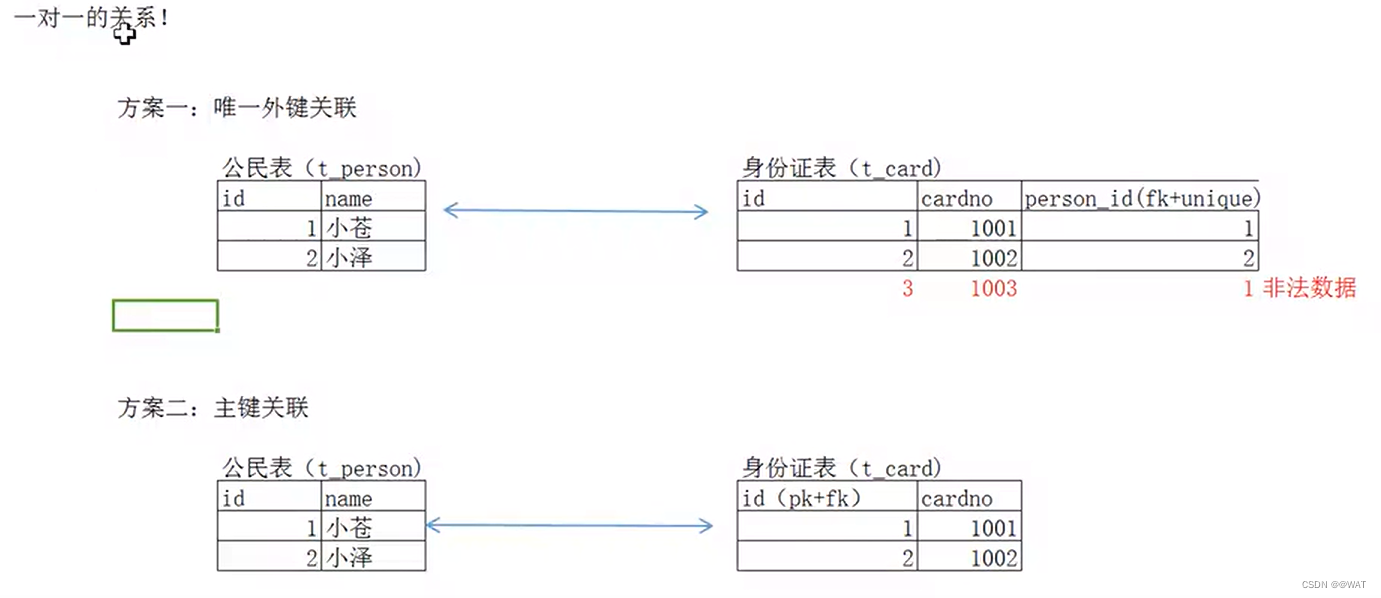 一对一的关系!
方案一：唯一外键关联
公民表（t_person) 身份证表（t_card)
id name id cardno person_id(fk+unique)
1 小苍 1 1001 1
2 小泽 2 1002 2
3 1003 1 非法数据
方案二：主键关联
公民表（t_person) 身份证表（t_card)
id name id（pk+fk） cardno
1 小苍 1 1001
2 小泽 2 1002
CSDN @@WAT